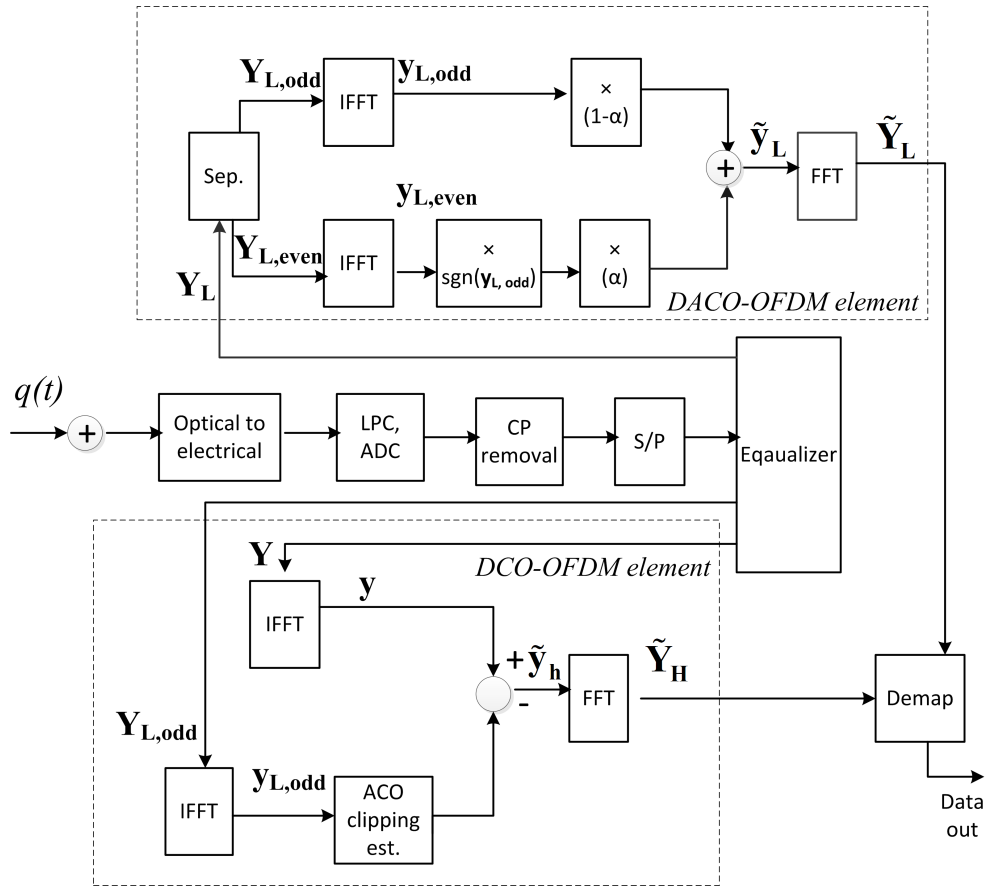 Y_L,odd
IFFT
y_L,odd
×
(1-α)
Sep.
+
ỹ_L
FFT
Ỹ_L
Y_L,even
IFFT
y_L,even
×
sgn(y_L, odd)
×
(α)
Y_L
DACO-OFDM element
q(t)
+
Optical to
electrical
LPC,
ADC
CP
removal
S/P
Eqaualizer
DCO-OFDM element
Y
IFFT
y
+
-
ỹ_h
FFT
Ỹ_H
Demap
Y_L,odd
IFFT
y_L,odd
ACO
clipping
est.
Data
out